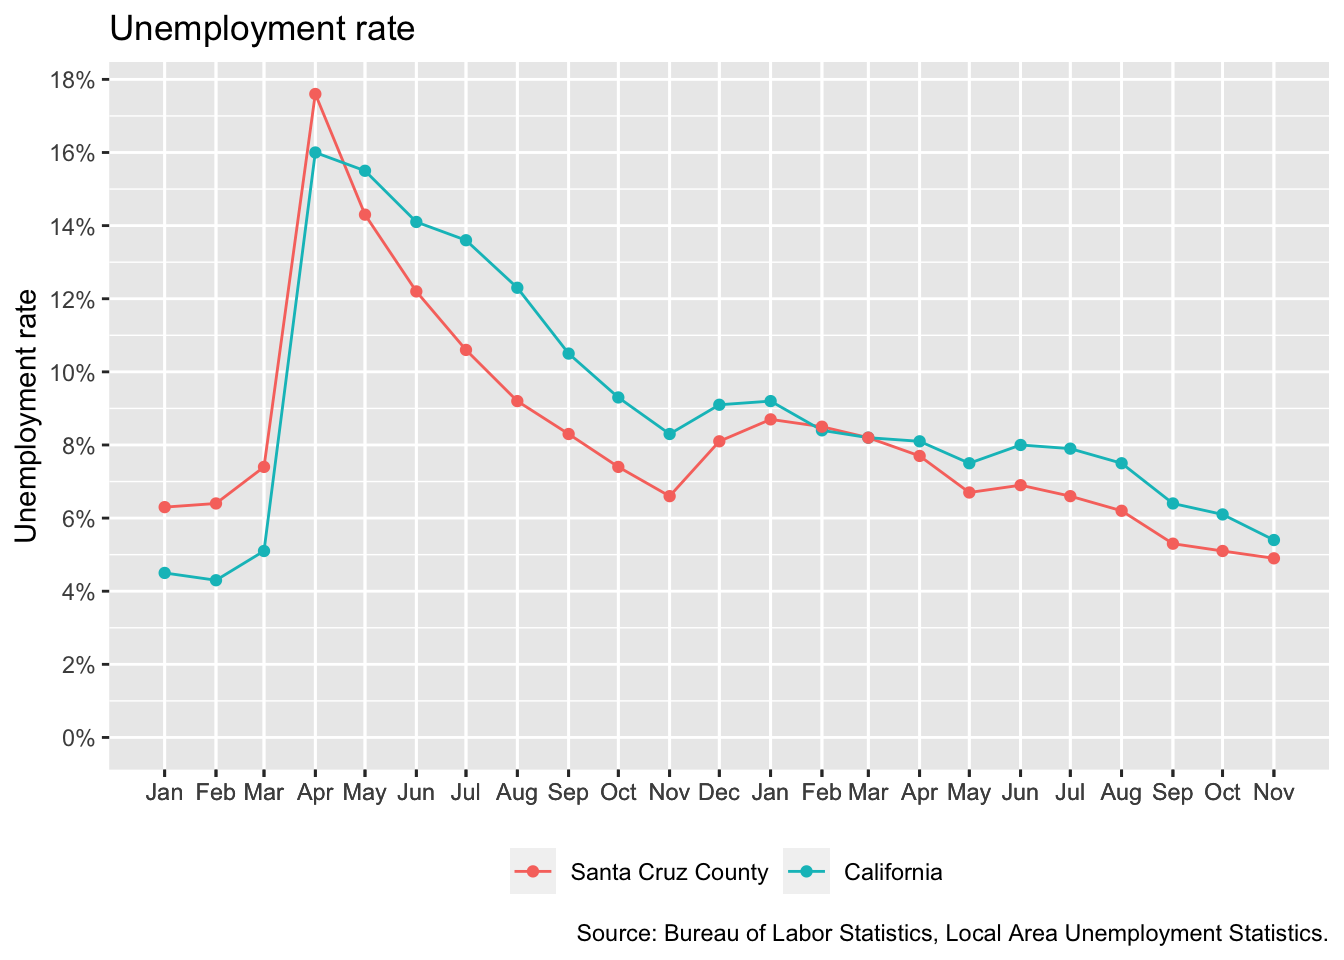 Unemployment rate
18%
16%
14%
12%
10%
8%
6%
4%
2%
0%
Unemployment rate
Jan Feb Mar Apr May Jun Jul Aug Sep Oct Nov Dec Jan Feb Mar Apr May Jun Jul Aug Sep Oct Nov
Santa Cruz County California
Source: Bureau of Labor Statistics, Local Area Unemployment Statistics.